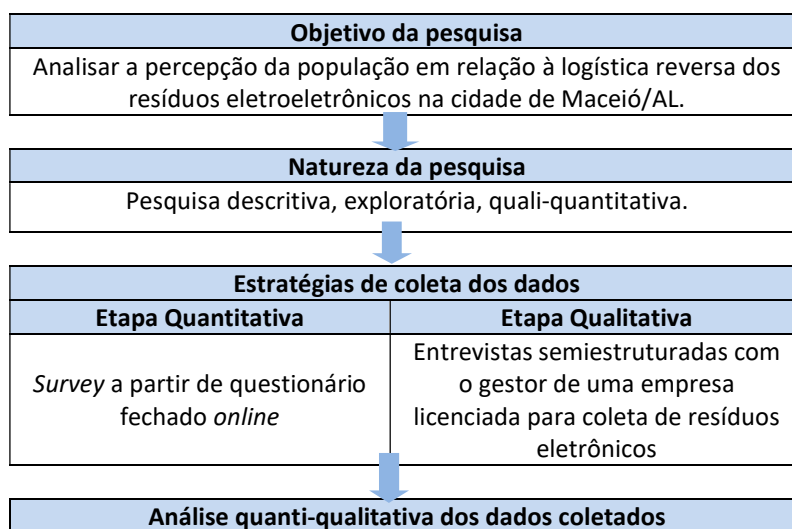 Objetivo da pesquisa
Analisar a percepção da população em relação à logística reversa dos
resíduos eletroeletrônicos na cidade de Maceió/AL.
Natureza da pesquisa
Pesquisa descritiva, exploratória, quali-quantitativa.
Estratégias de coleta dos dados
Etapa Quantitativa
Survey a partir de questionário
fechado online
Etapa Qualitativa
Entrevistas semiestruturadas com
o gestor de uma empresa
licenciada para coleta de resíduos
eletrônicos
Análise quanti-qualitativa dos dados coletados